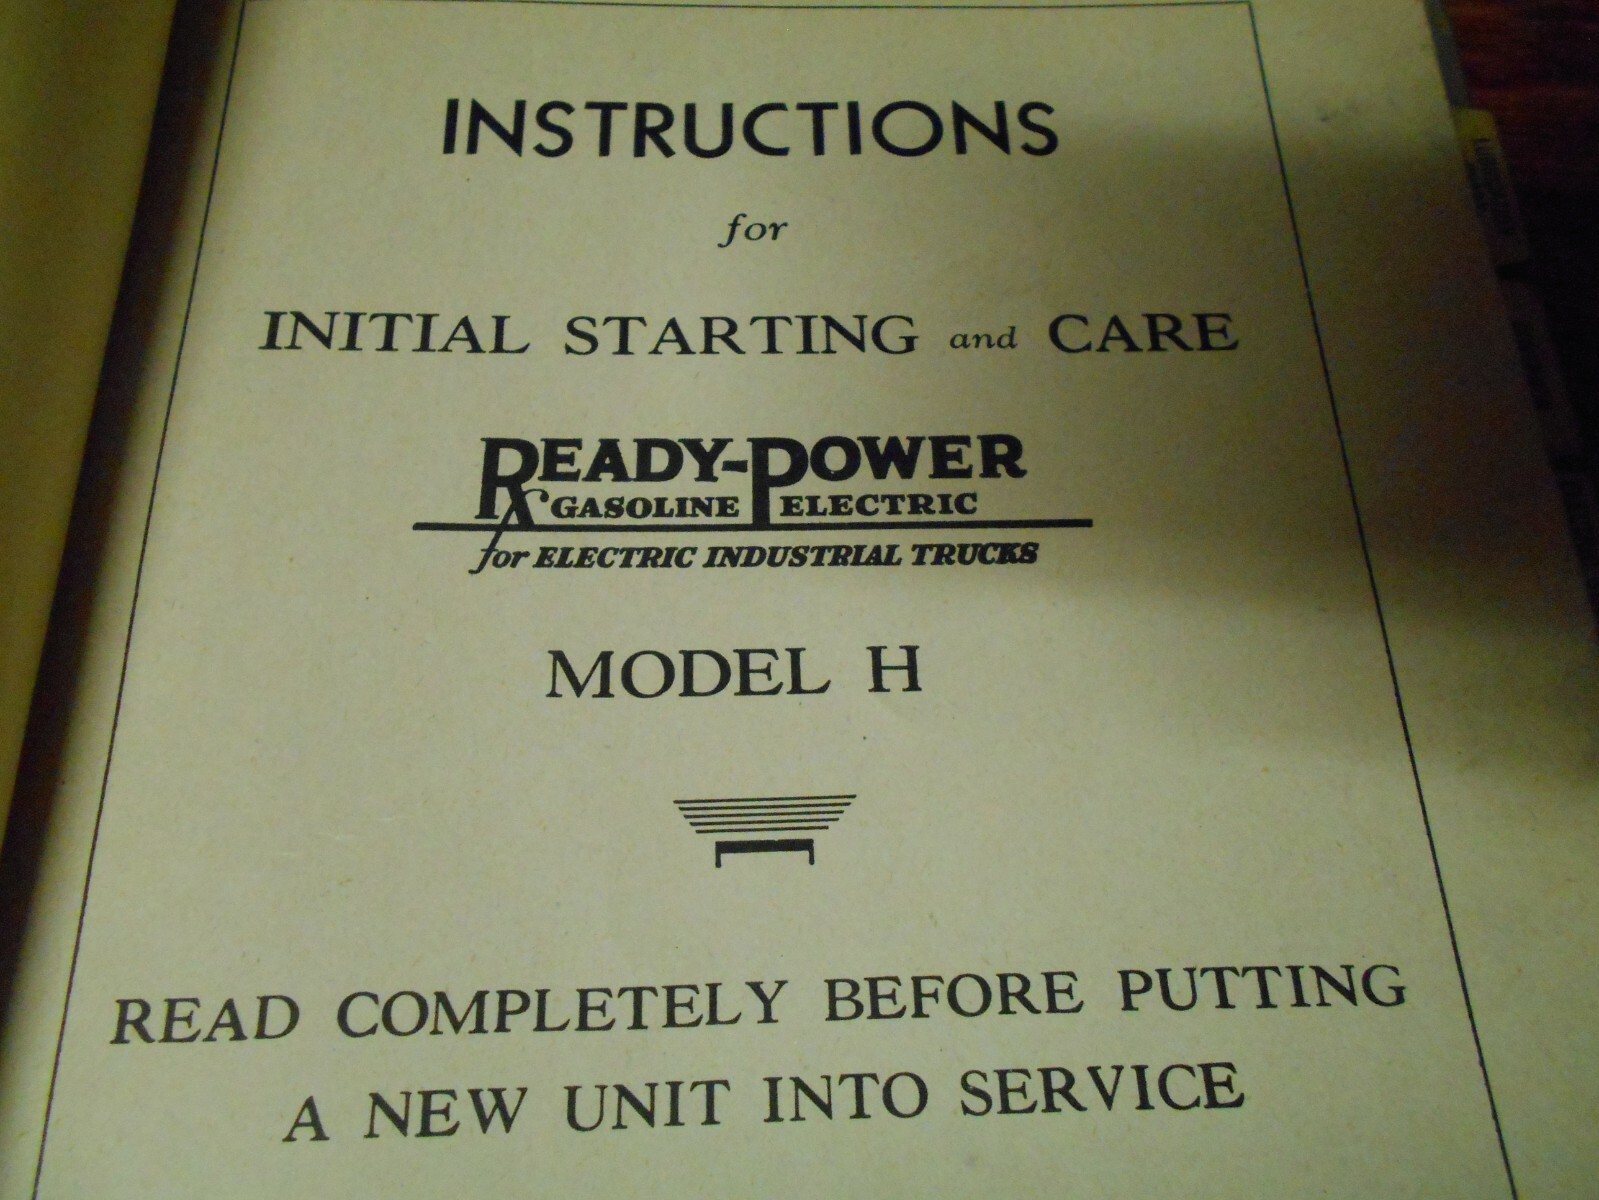 INSTRUCTIONS
for
INITIAL STARTING and CARE
READY-POWER
GASOLINE ELECTRIC
for ELECTRIC INDUSTRIAL TRUCKS
MODEL H
READ COMPLETELY BEFORE PUTTING
A NEW UNIT INTO SERVICE